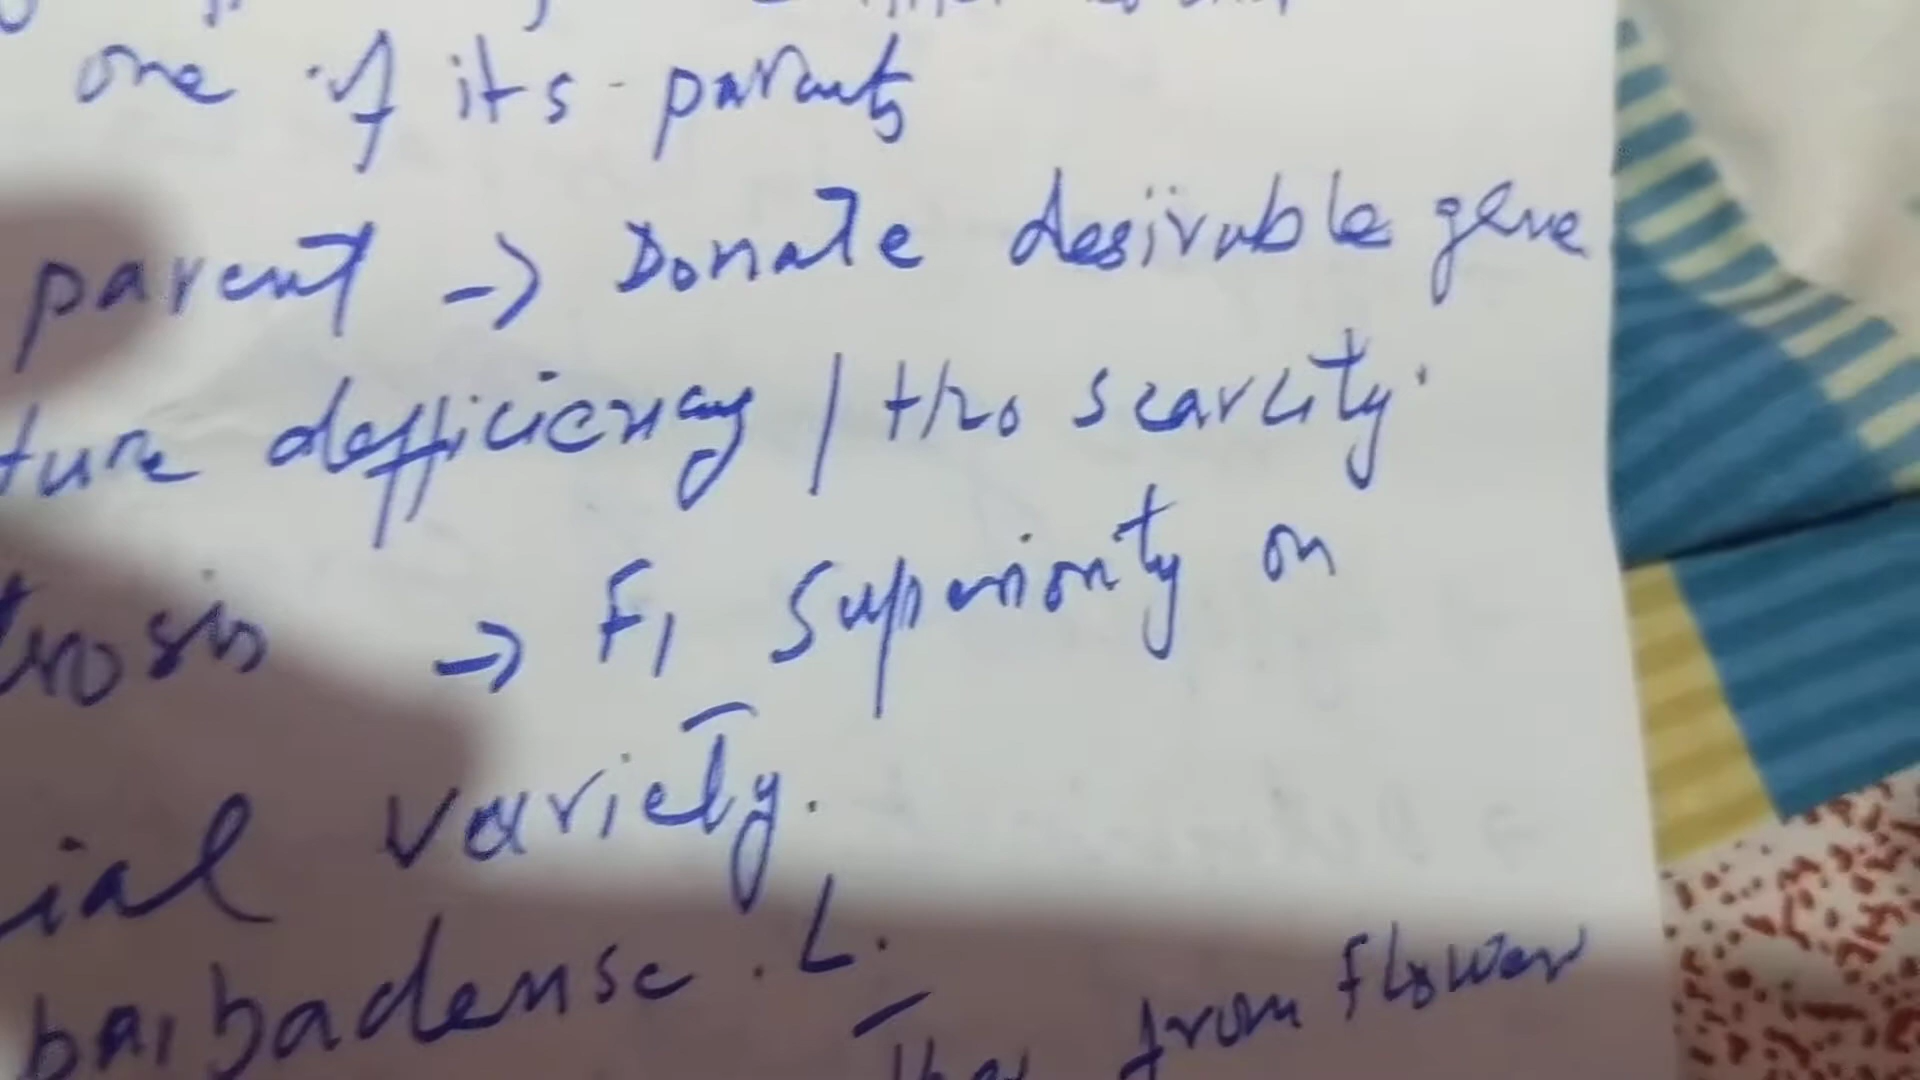 one of its parents
parent → Donate desirable gene
ture defficiency / H2O scarcity.
rosis → F1 Superiority on
ial variety.
barbadense. L.
from flower